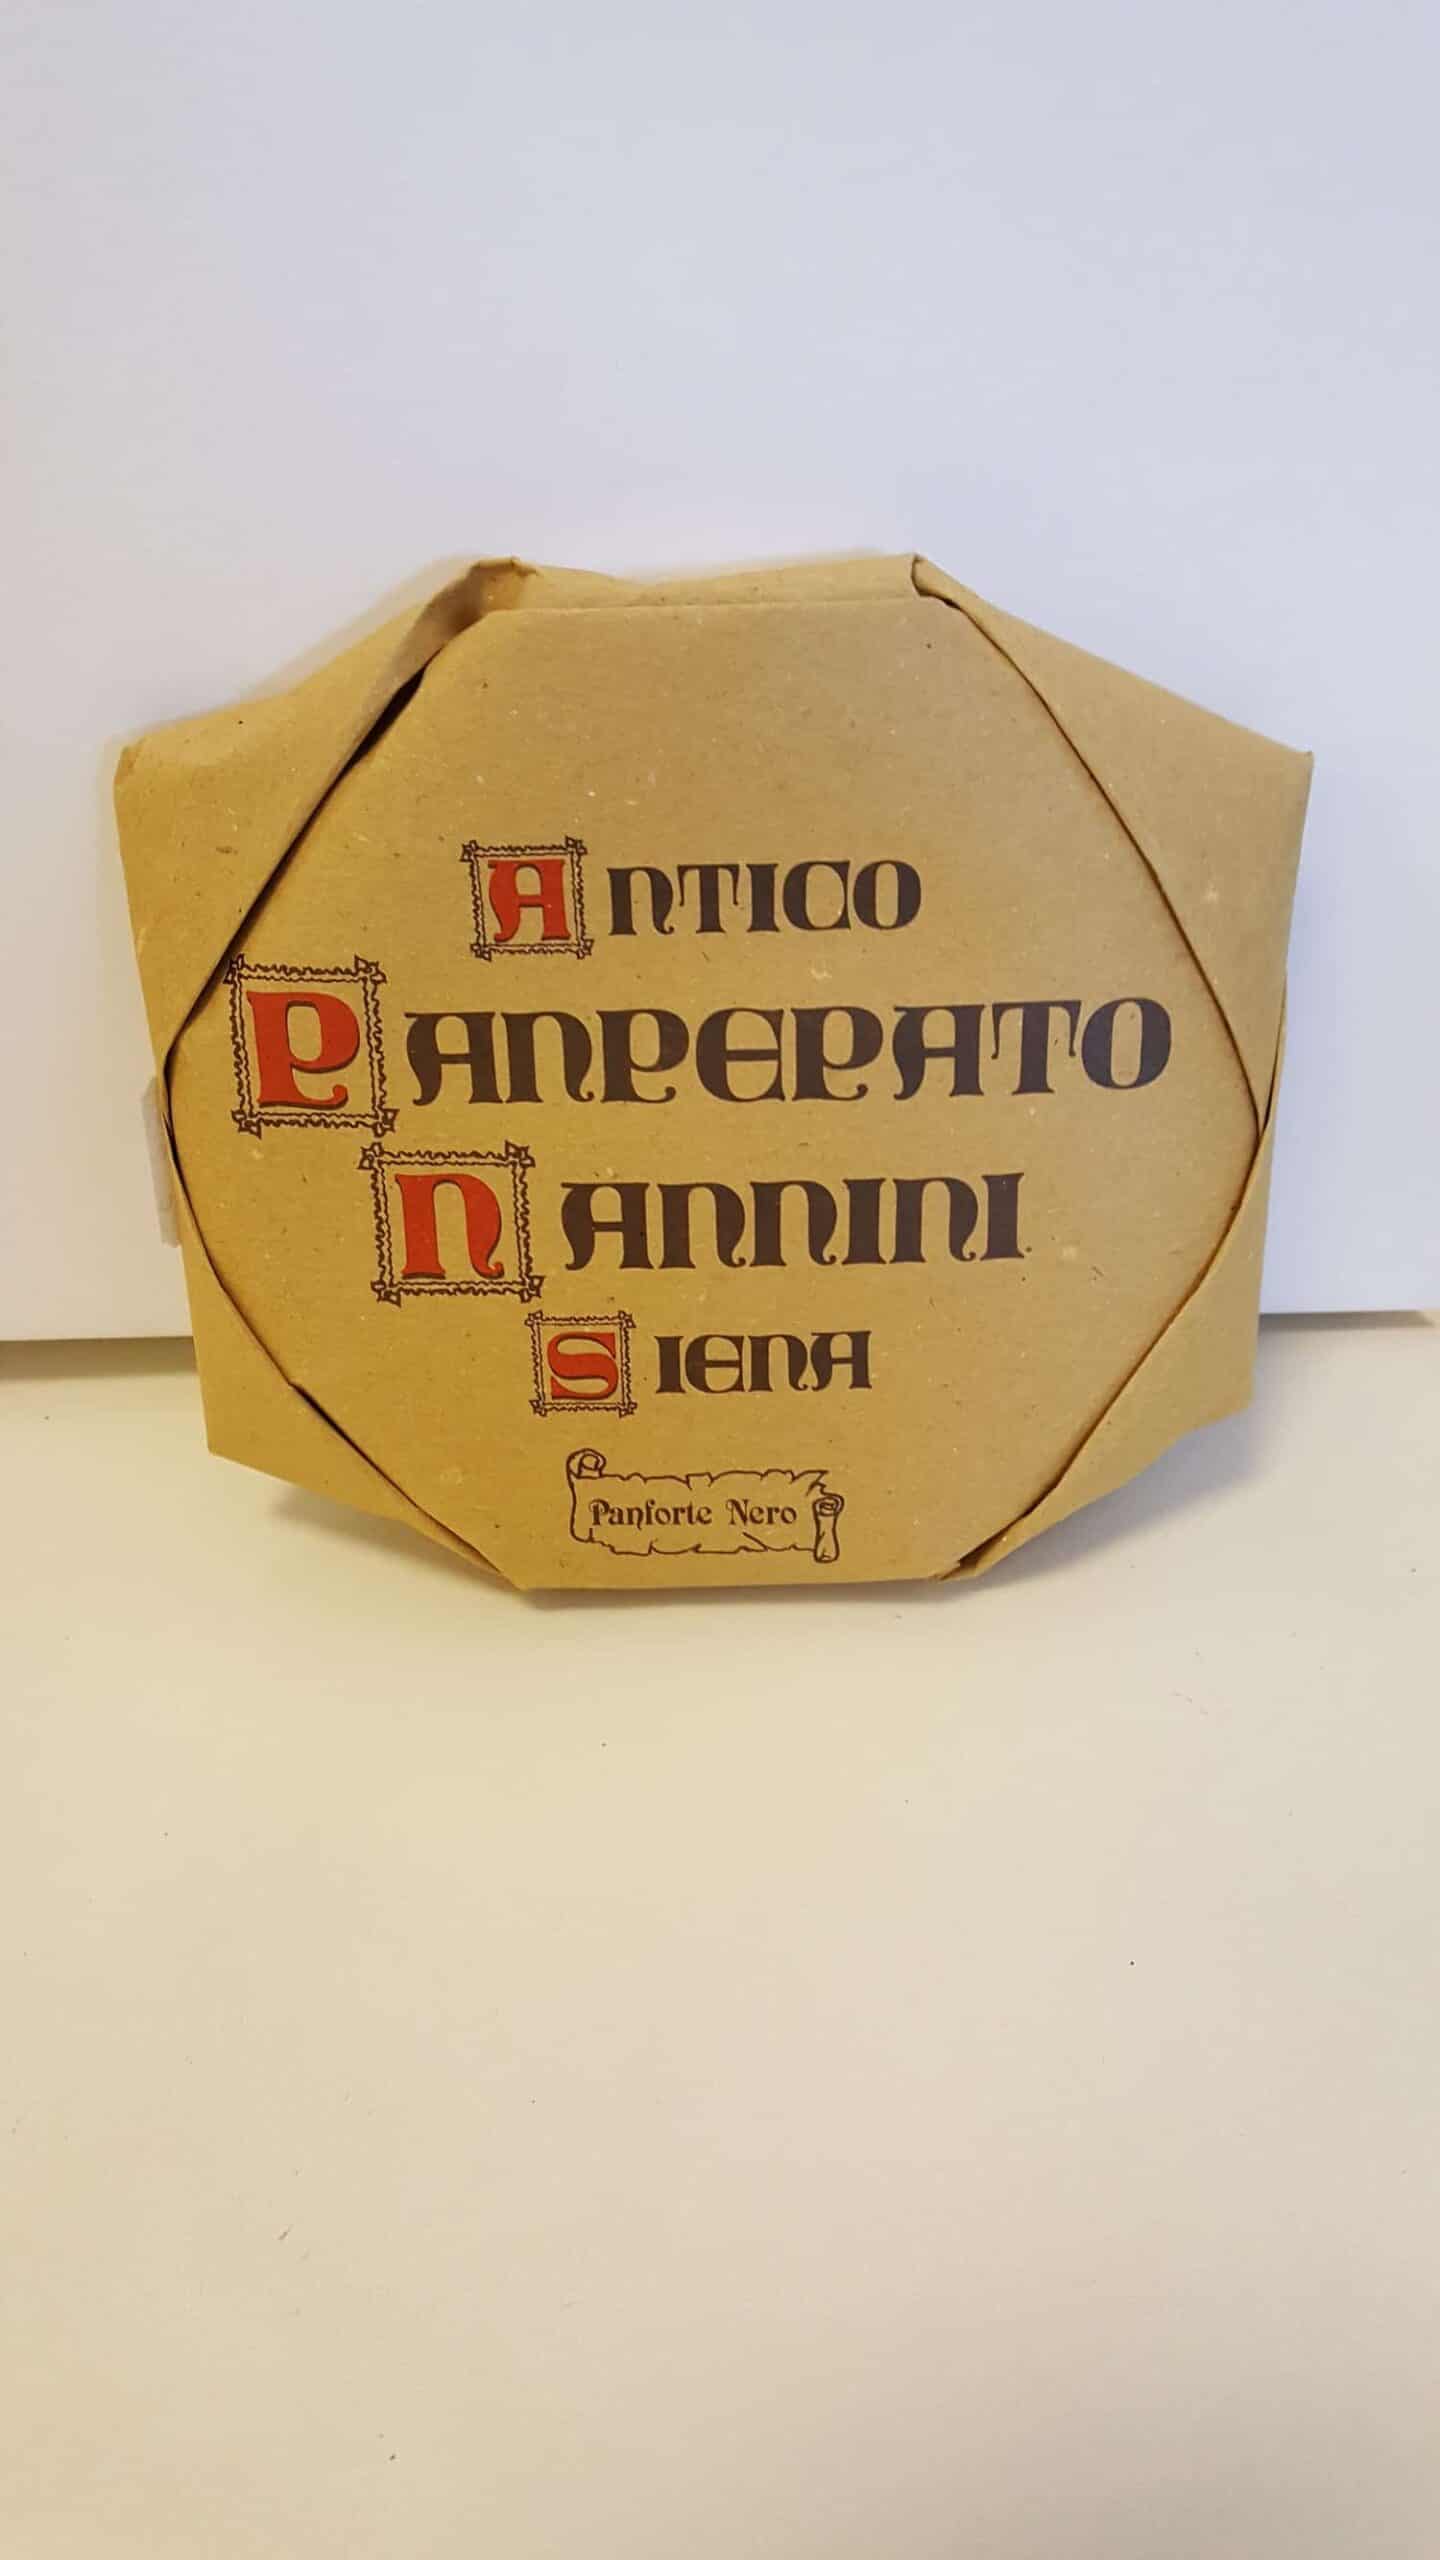 ANTICO
PANPEPATO
NANNINI
SIENA
Panforte Nero